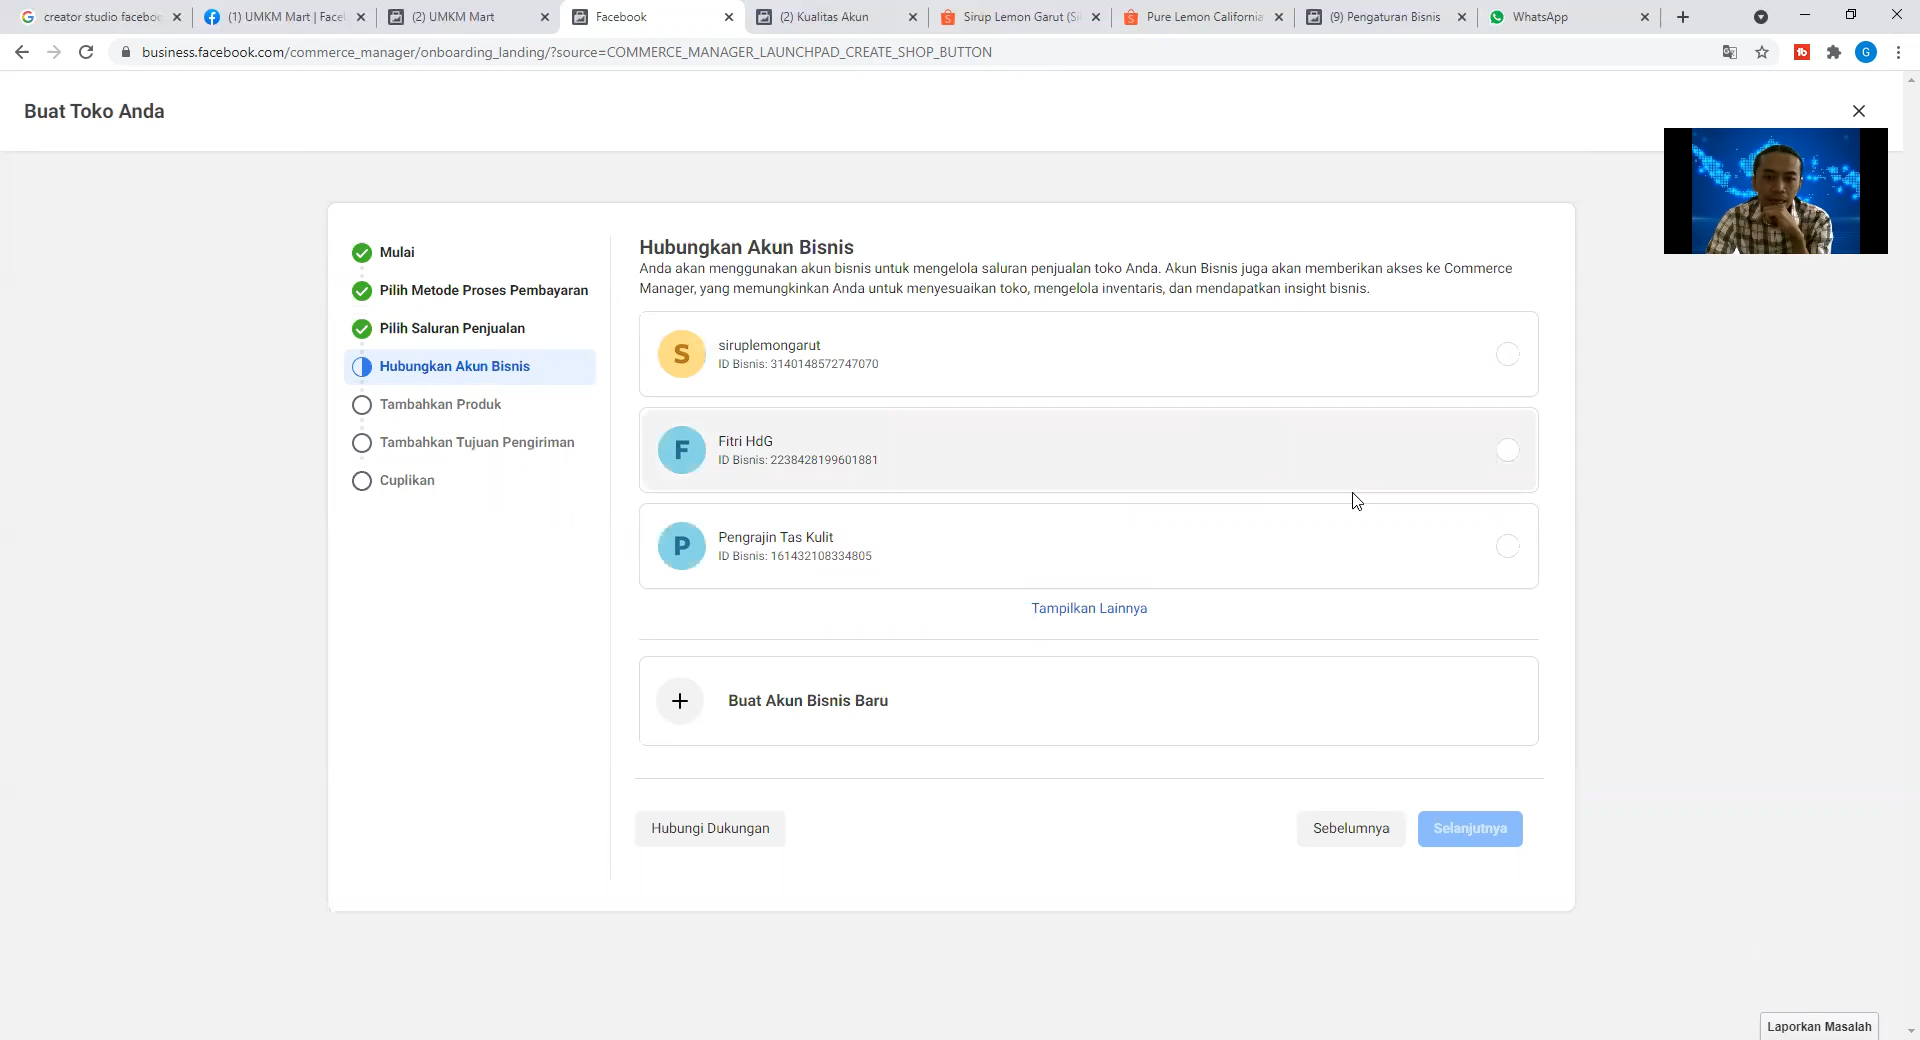 creator studio faceboo
(1) UMKM Mart | Face
(2) UMKM Mart
Facebook
(2) Kualitas Akun
Sirup Lemon Garut (Si
Pure Lemon California
(9) Pengaturan Bisnis
WhatsApp
business.facebook.com/commerce_manager/onboarding_landing/?source=COMMERCE_MANAGER_LAUNCHPAD_CREATE_SHOP_BUTTON
G
Buat Toko Anda
Mulai
Pilih Metode Proses Pembayaran
Pilih Saluran Penjualan
Hubungkan Akun Bisnis
Tambahkan Produk
Tambahkan Tujuan Pengiriman
Cuplikan
Hubungkan Akun Bisnis
Anda akan menggunakan akun bisnis untuk mengelola saluran penjualan toko Anda. Akun Bisnis juga akan memberikan akses ke Commerce
Manager, yang memungkinkan Anda untuk menyesuaikan toko, mengelola inventaris, dan mendapatkan insight bisnis.
S
siruplemongarut
ID Bisnis: 3140148572747070
F
Fitri HdG
ID Bisnis: 2238428199601881
P
Pengrajin Tas Kulit
ID Bisnis: 161432108334805
Tampilkan Lainnya
Buat Akun Bisnis Baru
Hubungi Dukungan
Sebelumnya
Selanjutnya
Laporkan Masalah